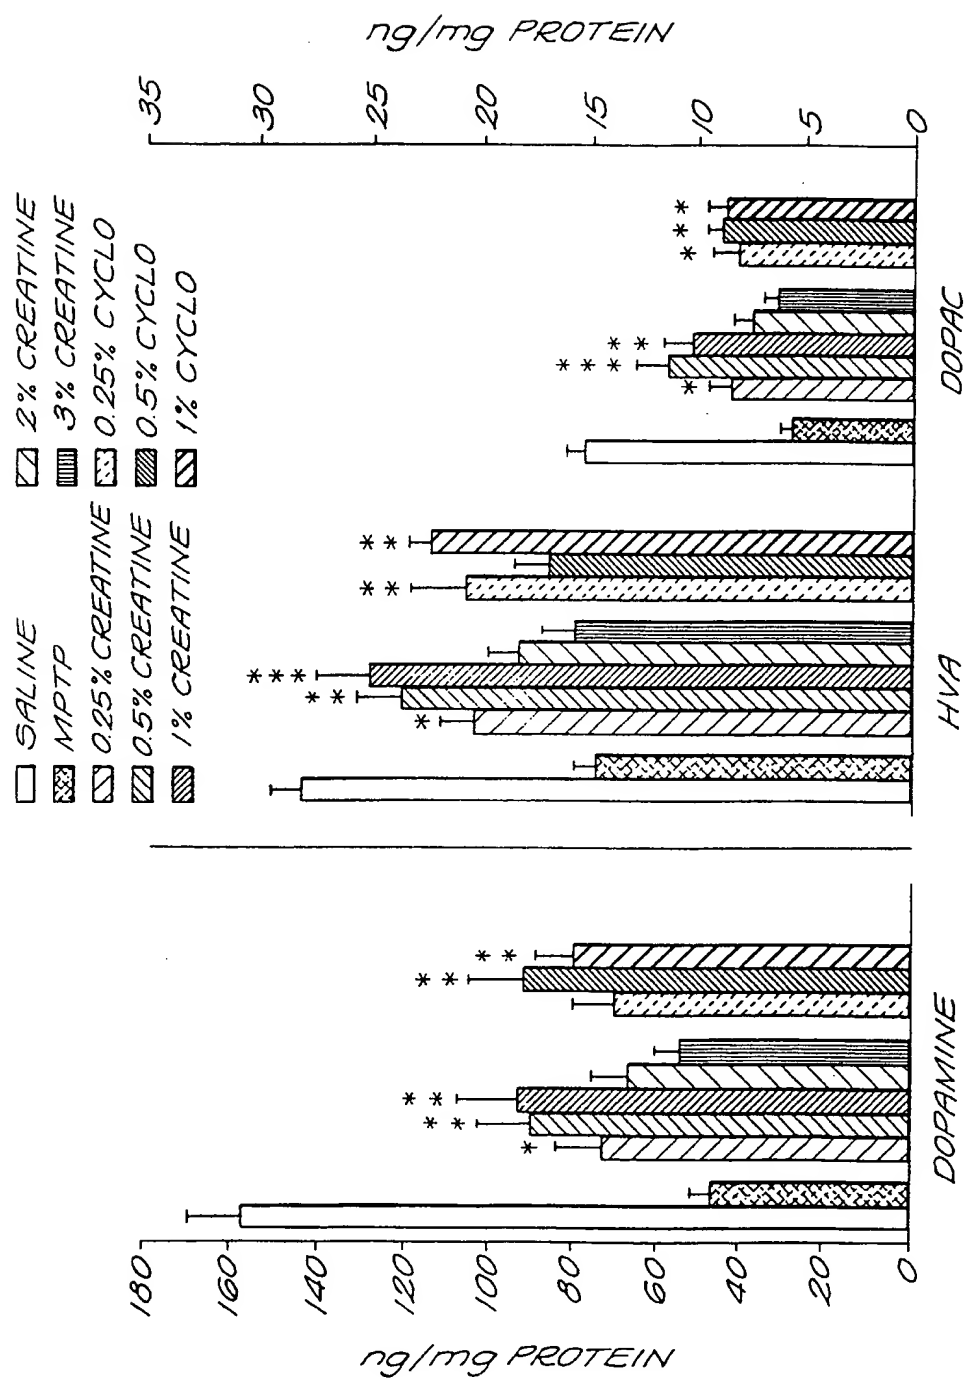 SALINE
MPTP
0.25% CREATINE
0.5% CREATINE
1% CREATINE
2% CREATINE
3% CREATINE
0.25% CYCLO
0.5% CYCLO
1% CYCLO
ng/mg PROTEIN
180
160
140
120
100
80
60
40
20
0
* 
* *
* *
* *
* *
DOPAMINE
*
* *
* * *
* *
* *
HVA
*
* * *
* *
*
*
*
DOPAC
35
30
25
20
15
10
5
0
ng/mg PROTEIN